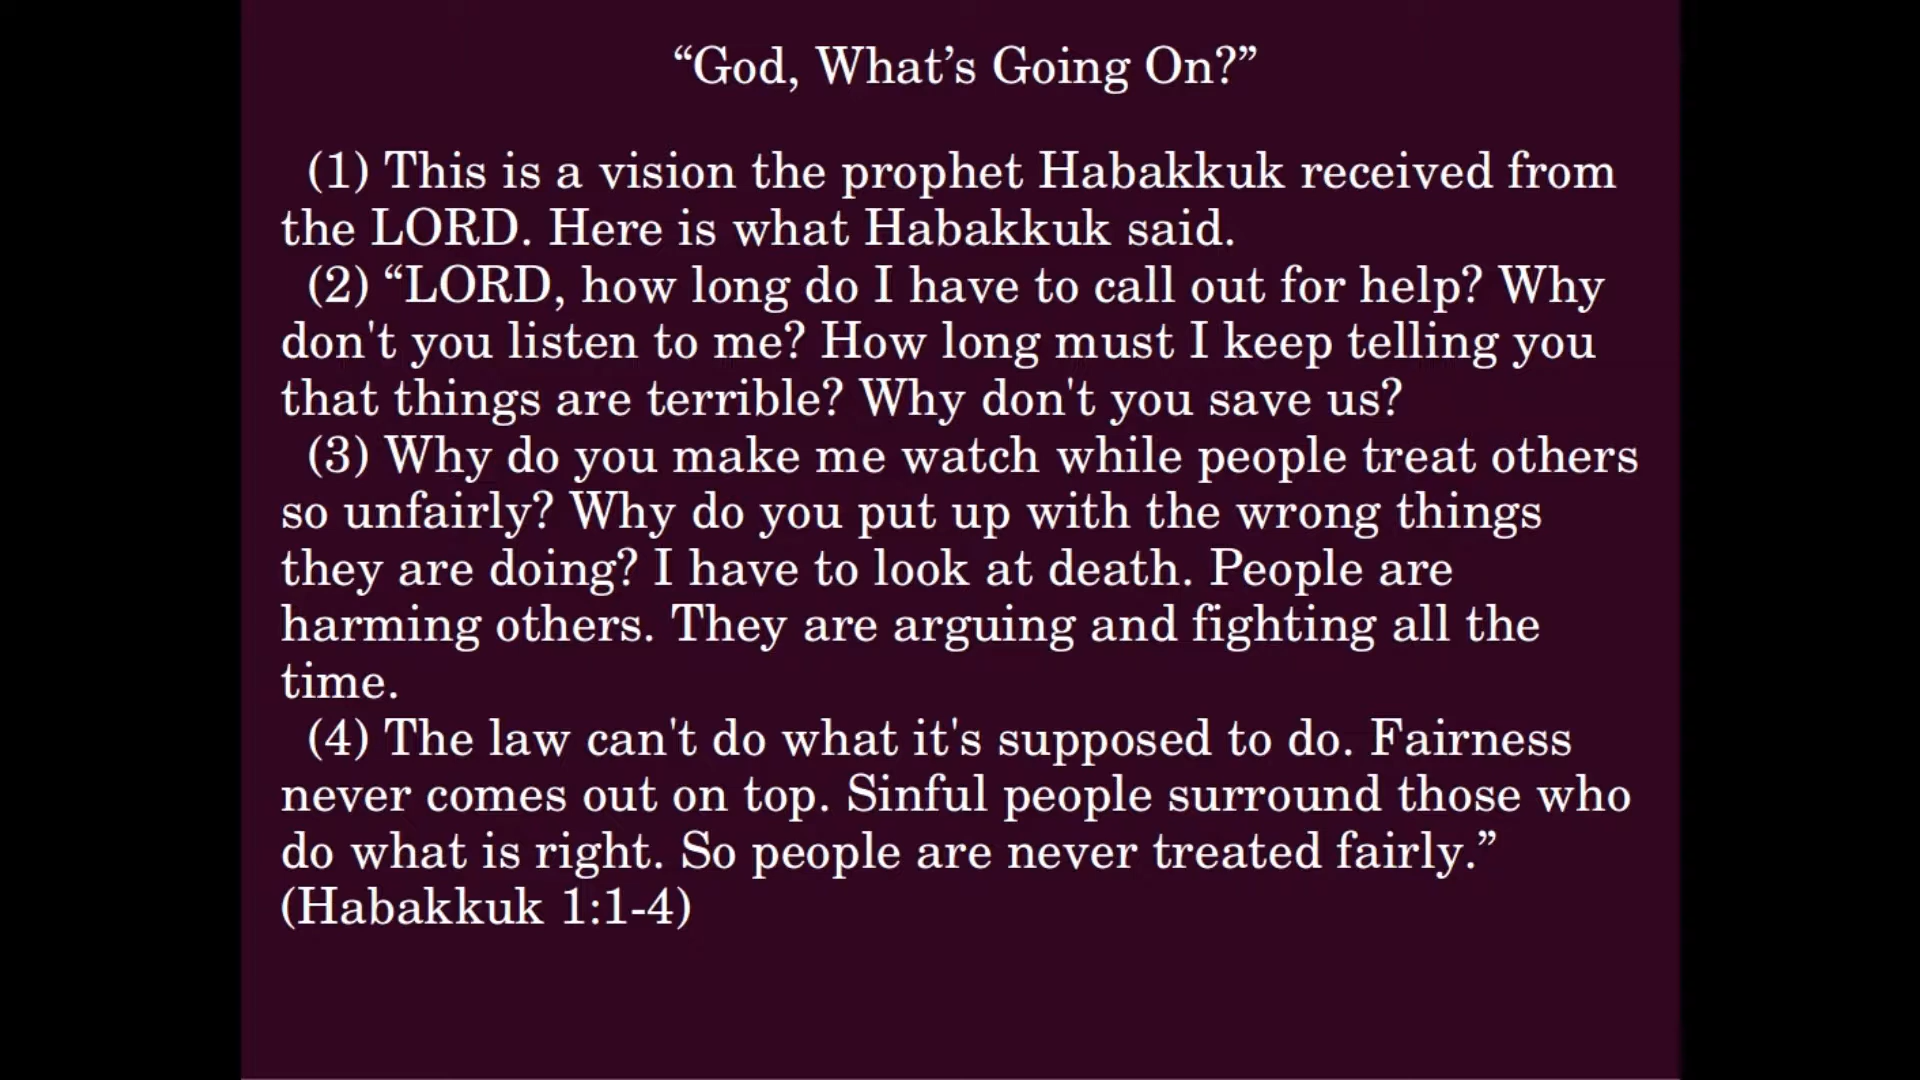 “God, What’s Going On?”
(1) This is a vision the prophet Habakkuk received from
the LORD. Here is what Habakkuk said.
(2) “LORD, how long do I have to call out for help? Why
don't you listen to me? How long must I keep telling you
that things are terrible? Why don't you save us?
(3) Why do you make me watch while people treat others
so unfairly? Why do you put up with the wrong things
they are doing? I have to look at death. People are
harming others. They are arguing and fighting all the
time.
(4) The law can't do what it's supposed to do. Fairness
never comes out on top. Sinful people surround those who
do what is right. So people are never treated fairly.”
(Habakkuk 1:1-4)